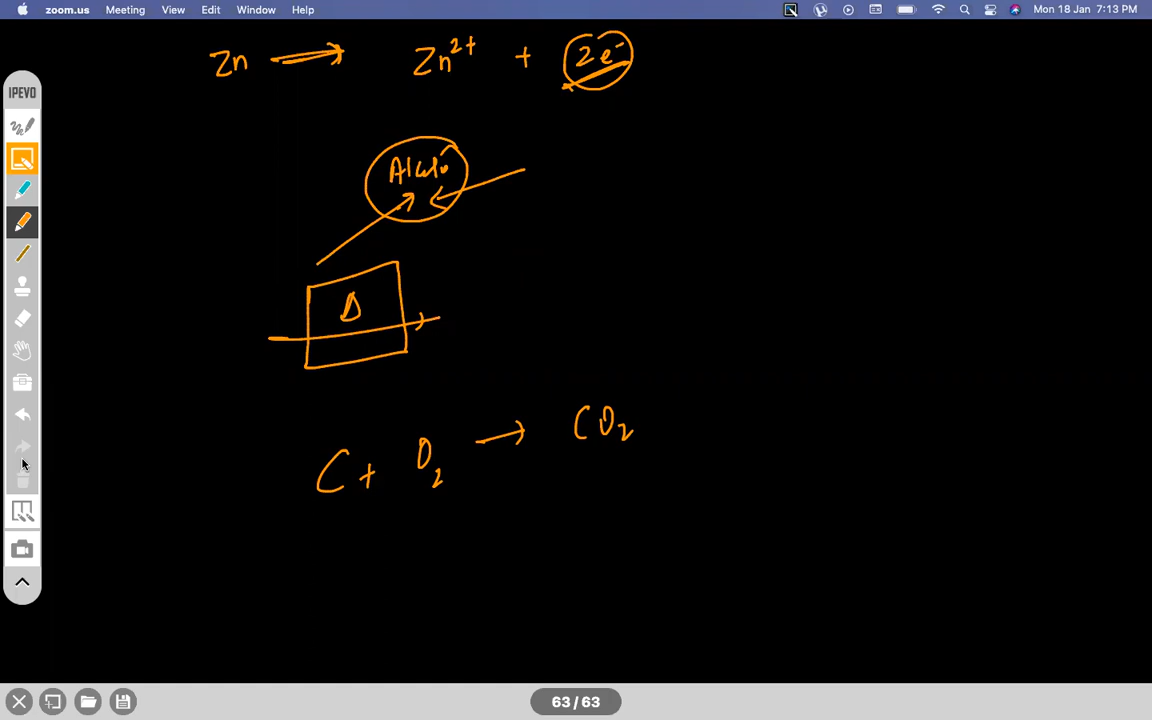 zoom.us Meeting View Edit Window Help Mon 18 Jan 7:13 PM
IPEVO
Zn ⟹ Zn²⁺ + 2e⁻
Δ
C + O₂ → CO₂
63/63